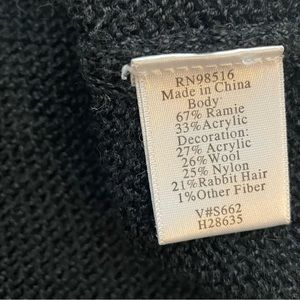 RN98516
Made in China
Body
67% Ramie
33%Acrylic
Decoration:
27% Acrylic
26% Wool
25% Nylon
21%Rabbit Hair
1%Other Fiber
V#S662
H28635